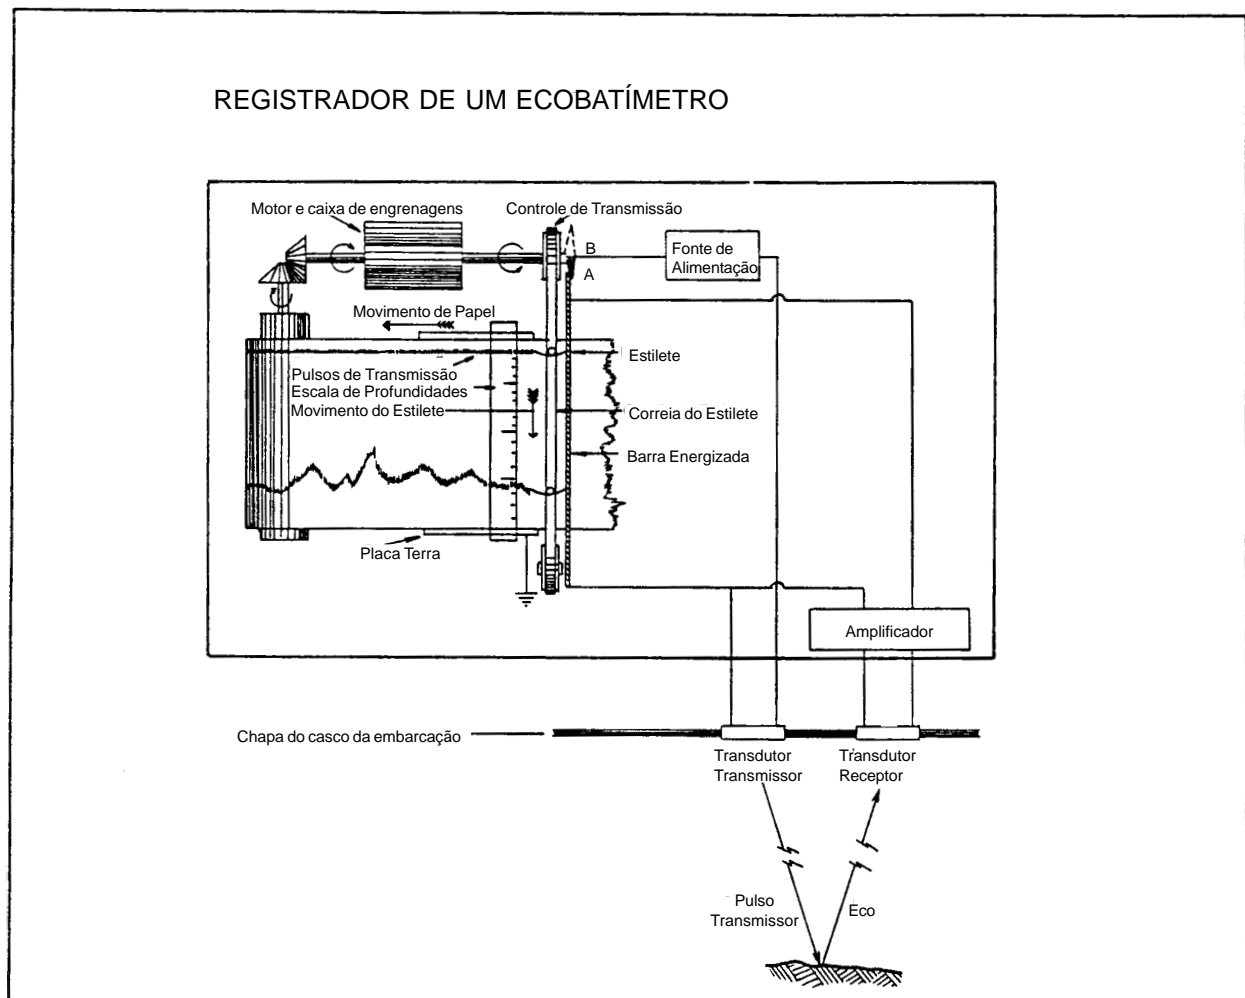 REGISTRADOR DE UM ECOBATÍMETRO
Motor e caixa de engrenagens
Controle de Transmissão
B
A
Fonte de
Alimentação
Movimento de Papel
Estilete
Pulsos de Transmissão
Escala de Profundidades
Movimento do Estilete
Correia do Estilete
Barra Energizada
Placa Terra
Amplificador
Chapa do casco da embarcação
Transdutor
Transmissor
Transdutor
Receptor
Pulso
Transmissor
Eco